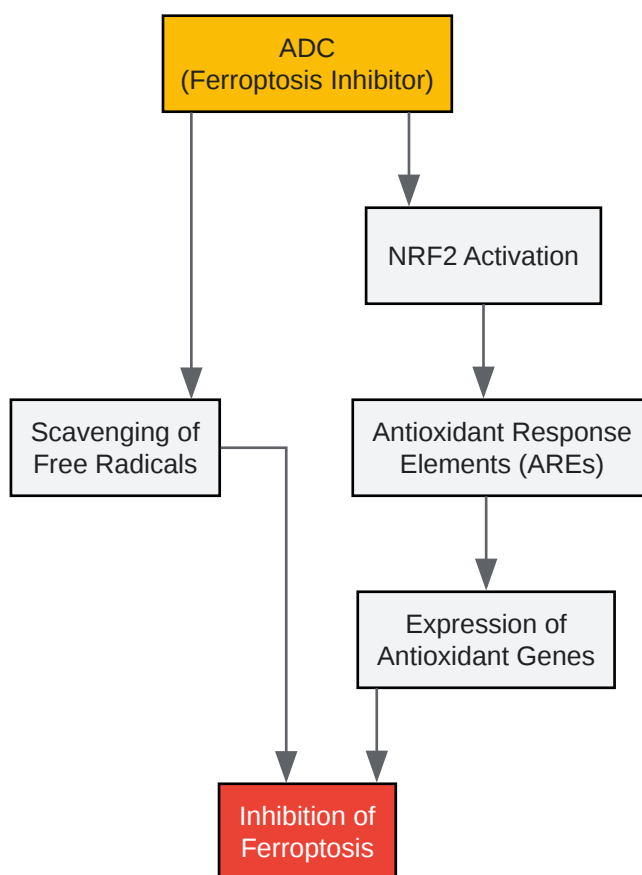 ADC
(Ferroptosis Inhibitor)
NRF2 Activation
Scavenging of
Free Radicals
Antioxidant Response
Elements (AREs)
Expression of
Antioxidant Genes
Inhibition of
Ferroptosis